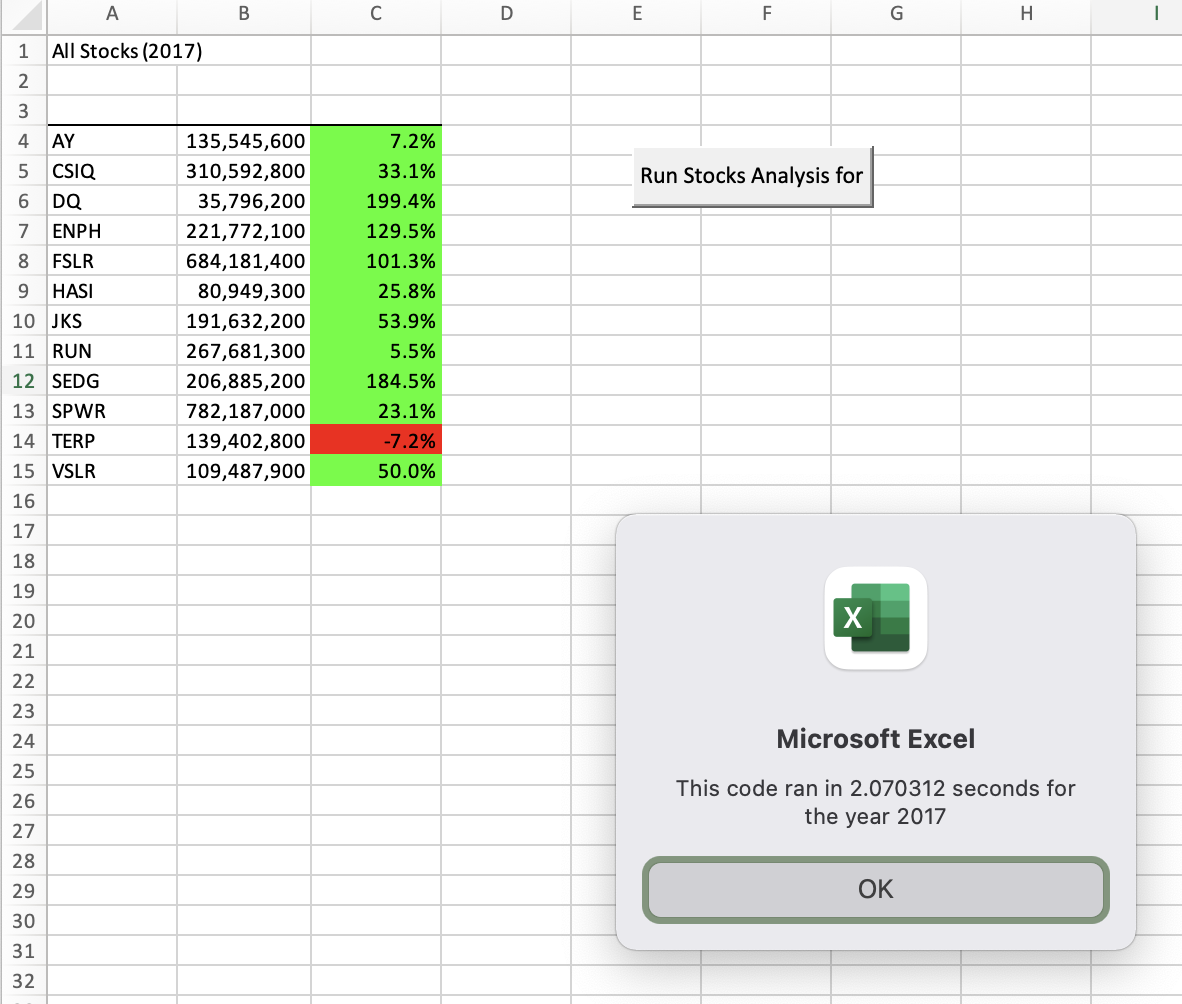 A B C D E F G H I
1 All Stocks (2017)
2
3
4 AY 135,545,600 7.2%
5 CSIQ 310,592,800 33.1%
6 DQ 35,796,200 199.4%
7 ENPH 221,772,100 129.5%
8 FSLR 684,181,400 101.3%
9 HASI 80,949,300 25.8%
10 JKS 191,632,200 53.9%
11 RUN 267,681,300 5.5%
12 SEDG 206,885,200 184.5%
13 SPWR 782,187,000 23.1%
14 TERP 139,402,800 -7.2%
15 VSLR 109,487,900 50.0%
16
17
18
19
20
21
22
23
24
25
26
27
28
29
30
31
32
Run Stocks Analysis for
X
Microsoft Excel
This code ran in 2.070312 seconds for
the year 2017
OK